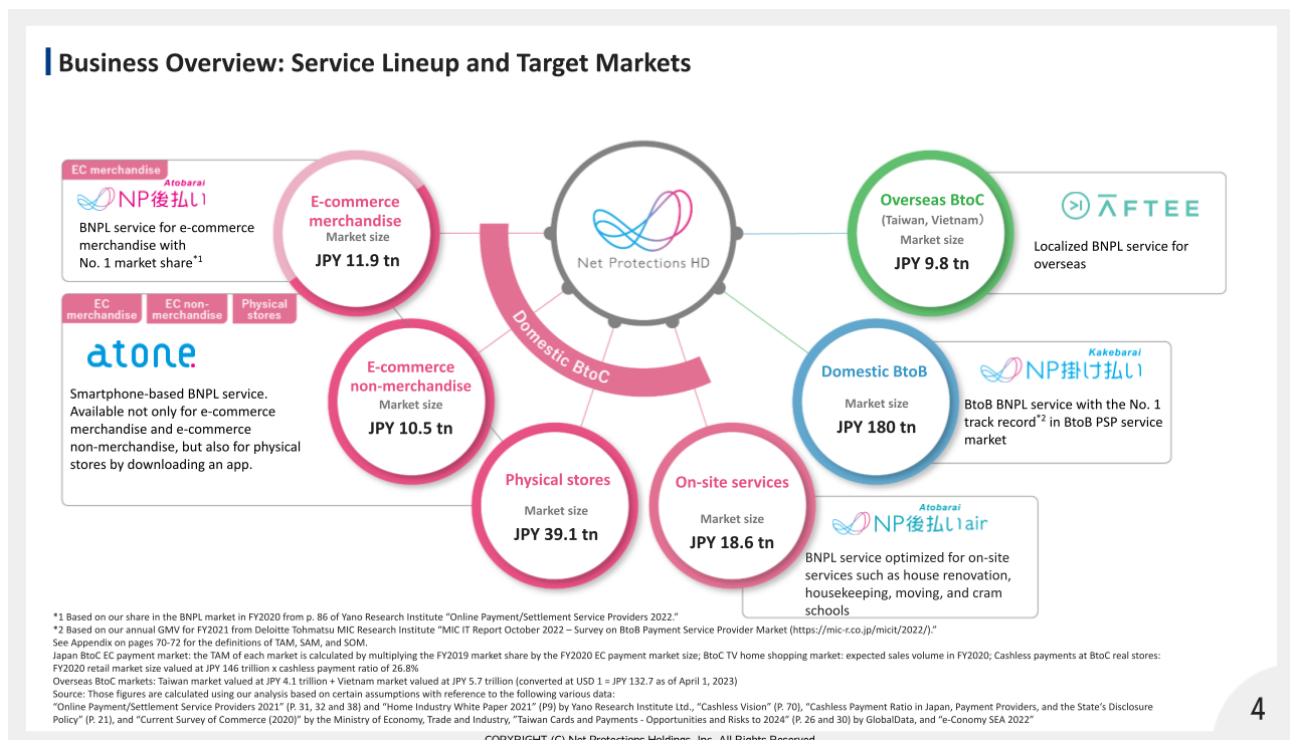 Business Overview: Service Lineup and Target Markets
EC merchandise
Atobarai
NP後払い
BNPL service for e-commerce
merchandise with
No. 1 market share*1
E-commerce
merchandise
Market size
JPY 11.9 tn
EC
merchandise
EC non-
merchandise
Physical
stores
atone
Smartphone-based BNPL service.
Available not only for e-commerce
merchandise and e-commerce
non-merchandise, but also for physical
stores by downloading an app.
E-commerce
non-merchandise
Market size
JPY 10.5 tn
Physical stores
Market size
JPY 39.1 tn
On-site services
Market size
JPY 18.6 tn
Domestic BtoC
Net Protections HD
Overseas BtoC
(Taiwan, Vietnam)
Market size
JPY 9.8 tn
AFTEE
Localized BNPL service for
overseas
Domestic BtoB
Market size
JPY 180 tn
Kakebarai
NP掛け払い
BtoB BNPL service with the No. 1
track record*2 in BtoB PSP service
market
Atobarai
NP後払いair
BNPL service optimized for on-site
services such as house renovation,
housekeeping, moving, and cram
schools
*1 Based on our share in the BNPL market in FY2020 from p. 86 of Yano Research Institute “Online Payment/Settlement Service Providers 2022.”
*2 Based on our annual GMV for FY2021 from Deloitte Tohmatsu MIC Research Institute “MIC IT Report October 2022 – Survey on BtoB Payment Service Provider Market (https://mic-r.co.jp/micit/2022/).”
See Appendix on pages 70-72 for the definitions of TAM, SAM, and SOM.
Japan BtoC EC payment market: the TAM of each market is calculated by multiplying the FY2019 market share by the FY2020 EC payment market size; BtoC TV home shopping market: expected sales volume in FY2020; Cashless payments at BtoC real stores:
FY2020 retail market size valued at JPY 146 trillion x cashless payment ratio of 26.8%
Overseas BtoC markets: Taiwan market valued at JPY 4.1 trillion + Vietnam market valued at JPY 5.7 trillion (converted at USD 1 = JPY 132.7 as of April 1, 2023)
Source: Those figures are calculated using our analysis based on certain assumptions with reference to the following various data:
“Online Payment/Settlement Service Providers 2021” (P. 31, 32 and 38) and “Home Industry White Paper 2021” (P9) by Yano Research Institute Ltd., “Cashless Vision” (P. 70), “Cashless Payment Ratio in Japan, Payment Providers, and the State’s Disclosure
Policy” (P. 21), and “Current Survey of Commerce (2020)” by the Ministry of Economy, Trade and Industry, ”Taiwan Cards and Payments - Opportunities and Risks to 2024” (P. 26 and 30) by GlobalData, and “e-Conomy SEA 2022”
4
COPYRIGHT (C) Net Protections Holdings, Inc. All Rights Reserved.